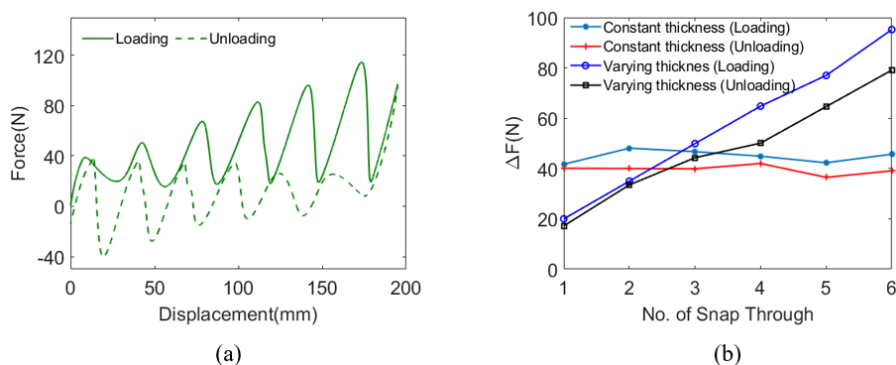 120
80
40
0
-40
Force(N)
Loading
Unloading
0
50
100
150
200
Displacement(mm)
(a)
100
80
60
40
20
0
ΔF(N)
Constant thickness (Loading)
Constant thickness (Unloading)
Varying thicknes (Loading)
Varying thickness (Unloading)
1
2
3
4
5
6
No. of Snap Through
(b)